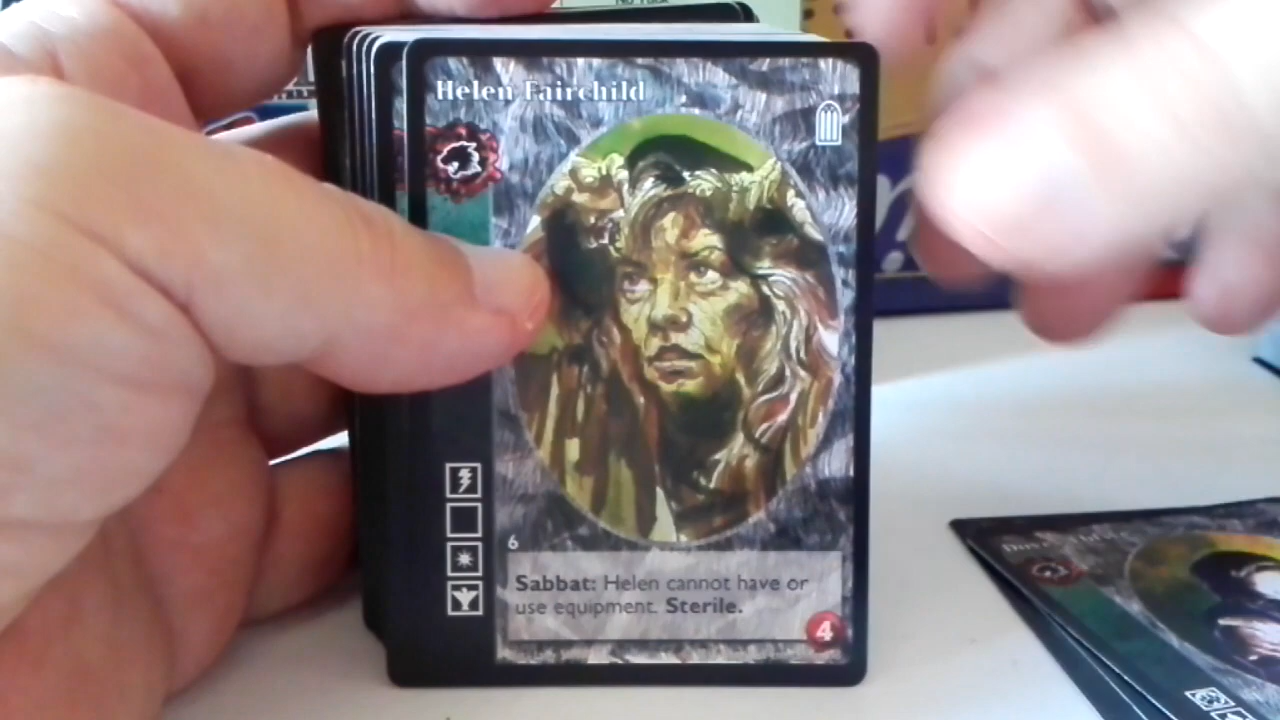 Helen Fairchild
6
Sabbat: Helen cannot have or
use equipment. Sterile.
4